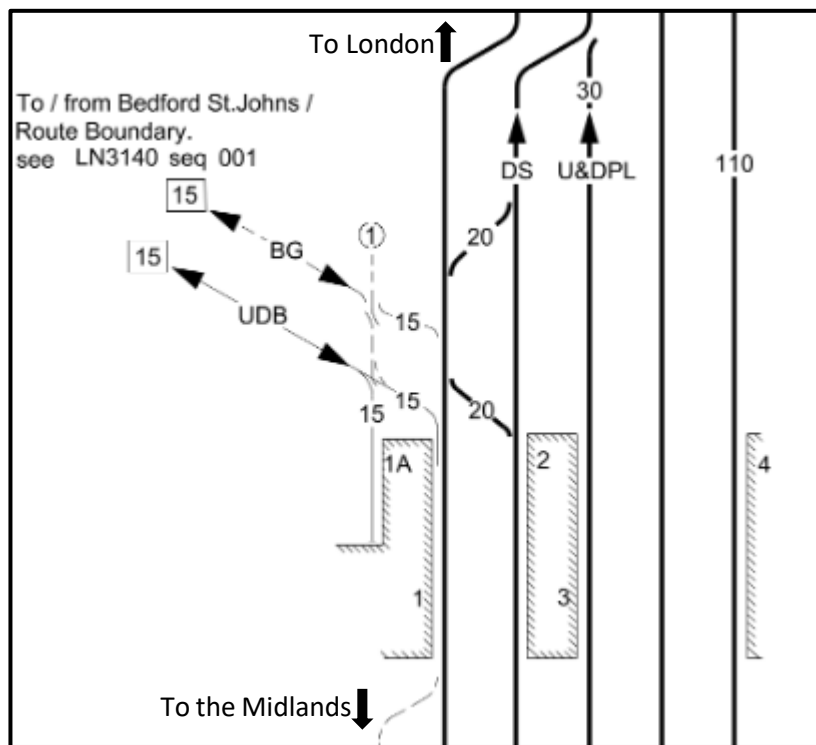 To London
To / from Bedford St.Johns /
Route Boundary.
see LN3140 seq 001
30
DS
U&DPL
110
15
1
20
BG
15
UDB
15
15
20
15
1A
2
4
1
3
To the Midlands